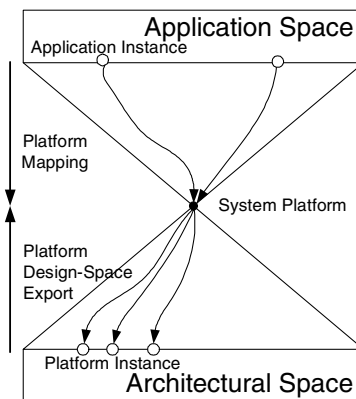 Application Space
Application Instance
Platform
Mapping
System Platform
Platform
Design-Space
Export
Platform Instance
Architectural Space